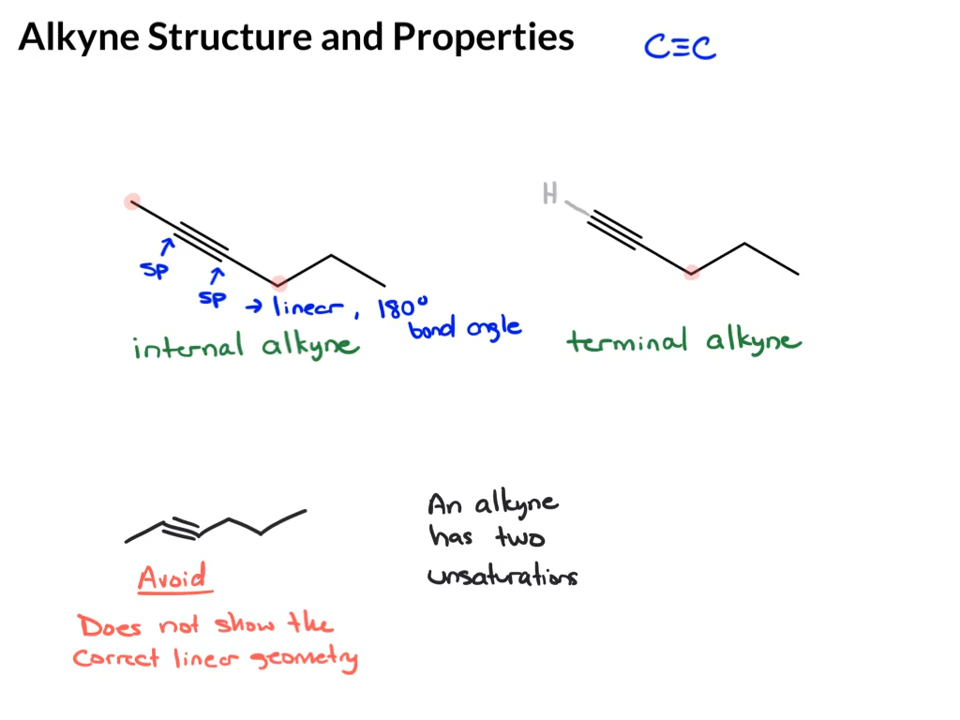 Alkyne Structure and Properties
C≡C
H
sp
sp → linear, 180°
bond angle
internal alkyne
terminal alkyne
An alkyne
has two
unsaturations
Avoid
Does not show the
correct linear geometry